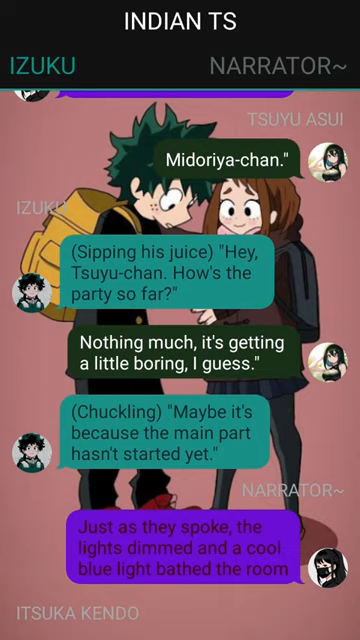 INDIAN TS
IZUKU
NARRATOR~
TSUYU ASUI
Midoriya-chan."
IZUKU
(Sipping his juice) "Hey,
Tsuyu-chan. How's the
party so far?"
Nothing much, it's getting
a little boring, I guess."
(Chuckling) "Maybe it's
because the main part
hasn't started yet."
NARRATOR~
Just as they spoke, the
lights dimmed and a cool
blue light bathed the room
ITSUKA KENDO